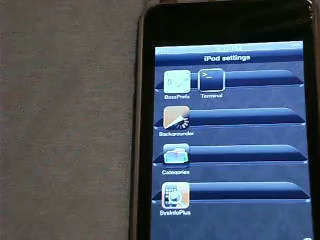 iPod settings
BossPrefs Terminal
Backgrounder
Categories
SysInfoPlus